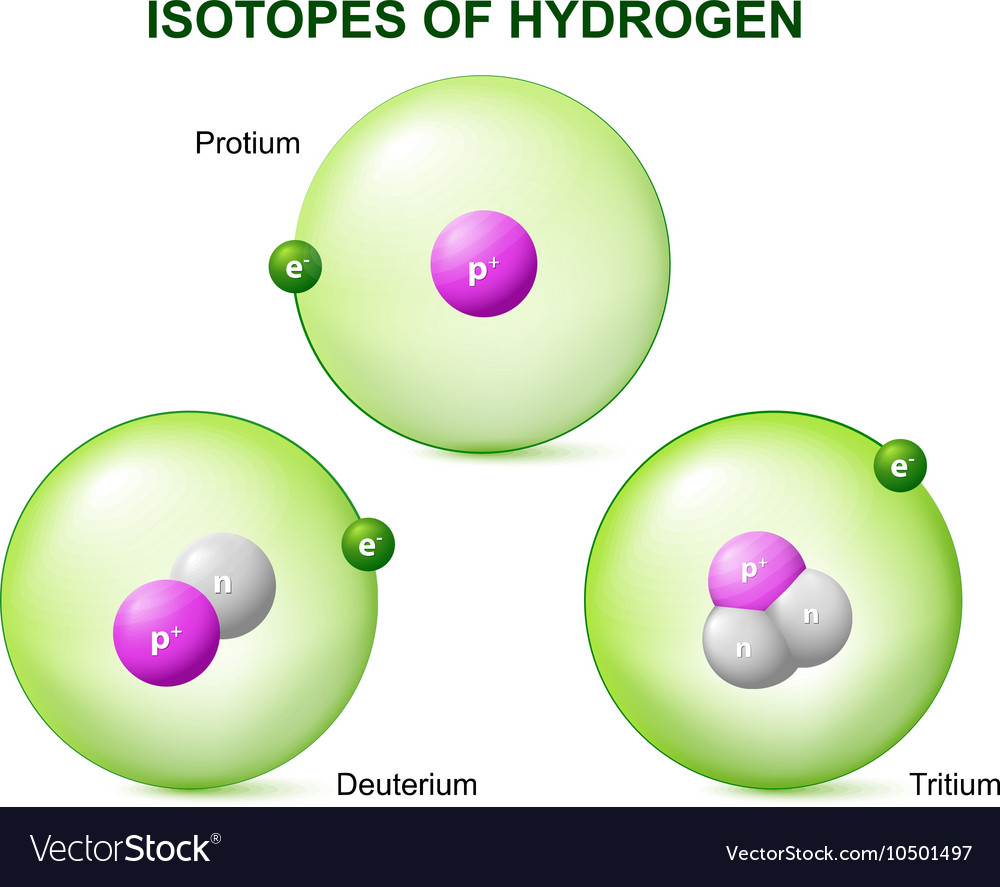 ISOTOPES OF HYDROGEN
Protium
e-
p+
e-
n
p+
Deuterium
e-
p+
n
n
Tritium
VectorStock®
VectorStock.com/10501497